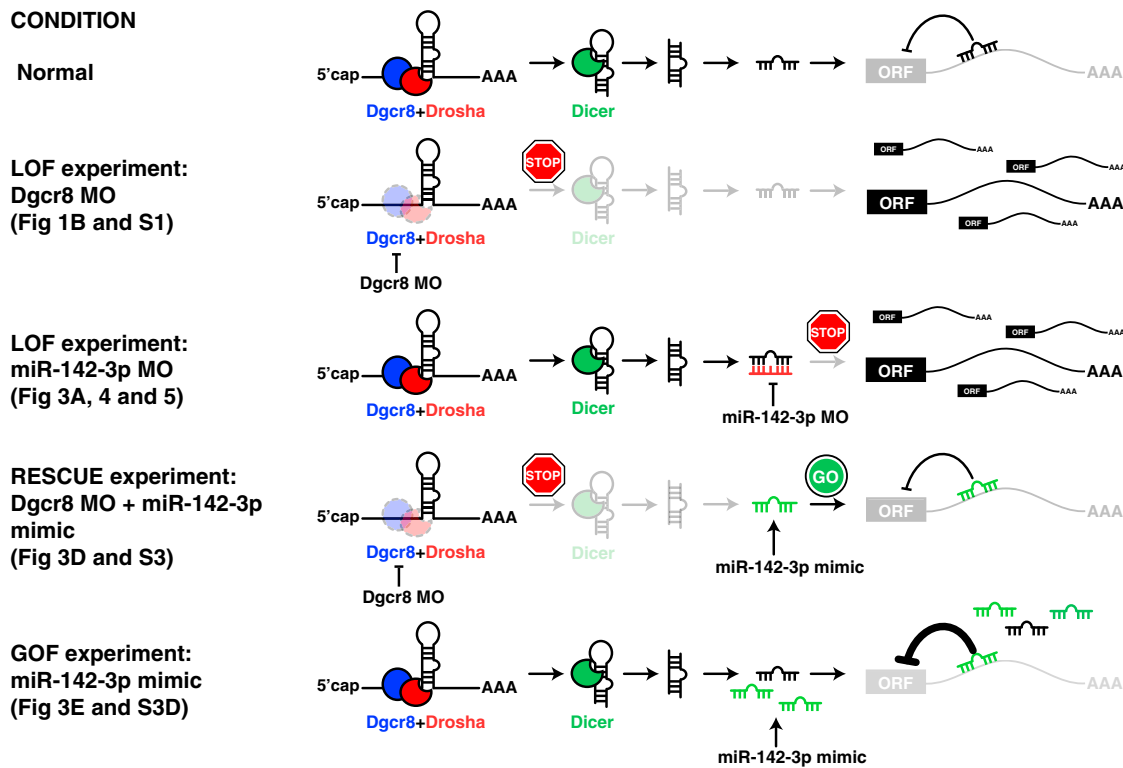 CONDITION
Normal
5'cap
AAA
Dgcr8+Drosha
Dicer
ORF
AAA
LOF experiment:
Dgcr8 MO
(Fig 1B and S1)
5'cap
AAA
Dgcr8+Drosha
Dgcr8 MO
STOP
Dicer
ORF
AAA
ORF
AAA
ORF
AAA
ORF
AAA
LOF experiment:
miR-142-3p MO
(Fig 3A, 4 and 5)
5'cap
AAA
Dgcr8+Drosha
Dicer
miR-142-3p MO
STOP
ORF
AAA
ORF
AAA
ORF
AAA
ORF
AAA
RESCUE experiment:
Dgcr8 MO + miR-142-3p
mimic
(Fig 3D and S3)
5'cap
AAA
Dgcr8+Drosha
Dgcr8 MO
STOP
Dicer
miR-142-3p mimic
GO
ORF
AAA
GOF experiment:
miR-142-3p mimic
(Fig 3E and S3D)
5'cap
AAA
Dgcr8+Drosha
Dicer
miR-142-3p mimic
ORF
AAA